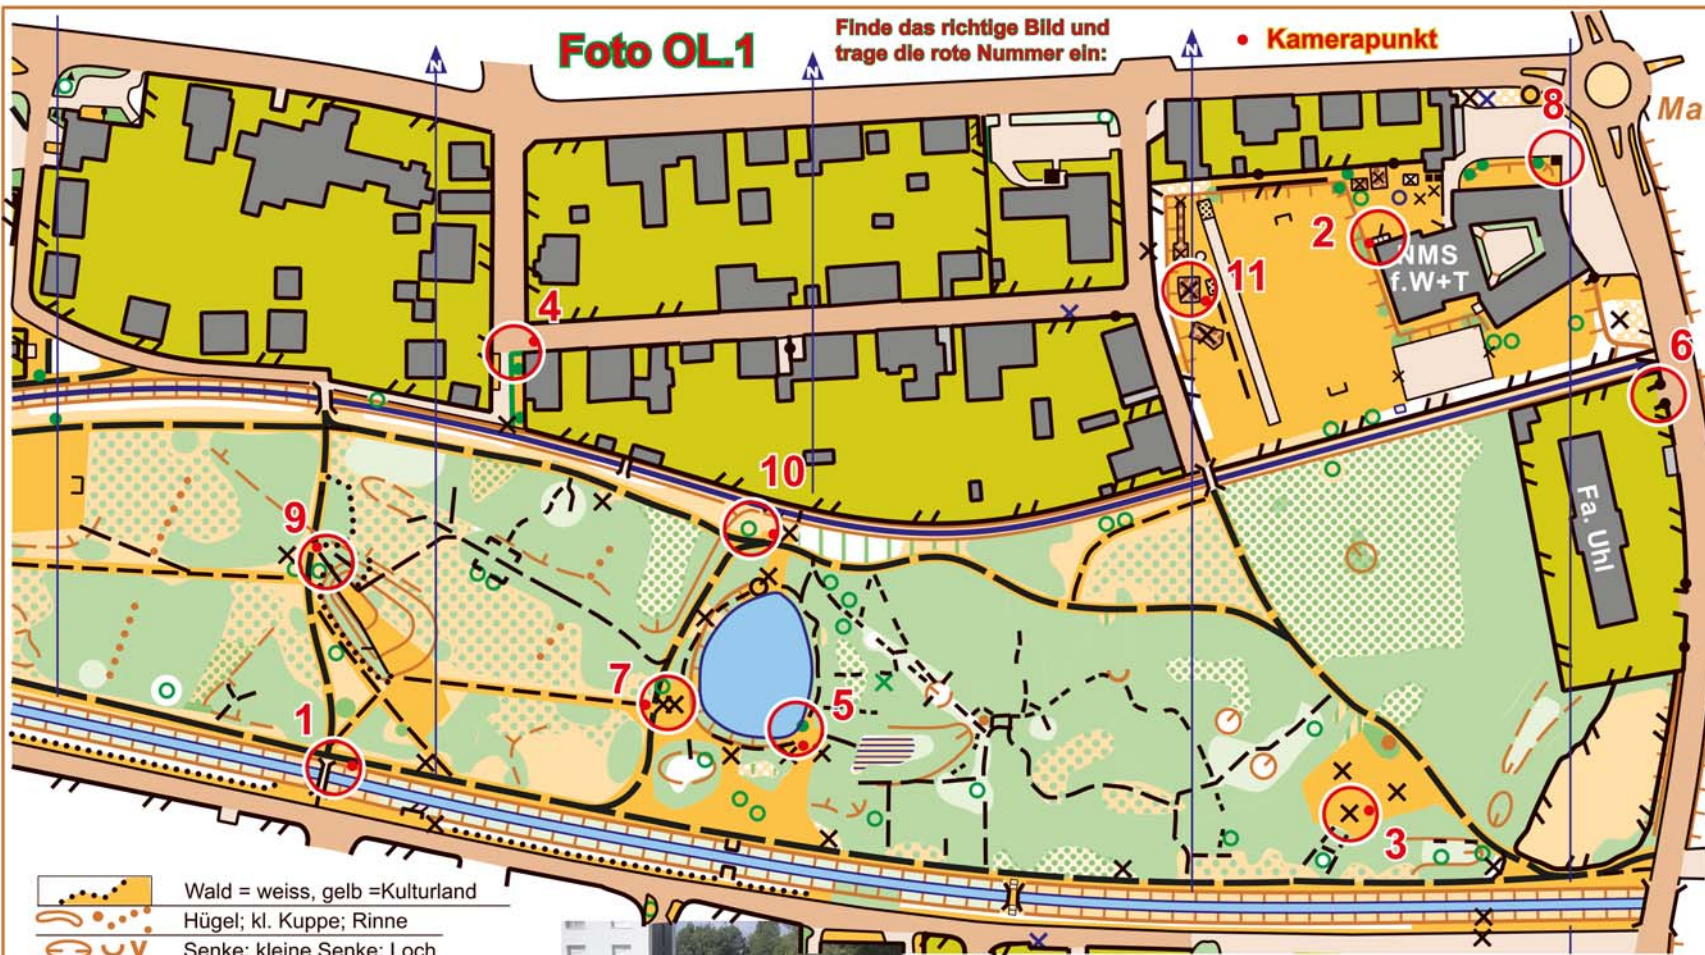 Foto OL.1
Finde das richtige Bild und
trage die rote Nummer ein:
Kamerapunkt
N
N
N
8
Ma
2
NMS
f.W+T
11
4
6
10
9
Fa. Uhl
7
5
1
3
Wald = weiss, gelb =Kulturland
Hügel; kl. Kuppe; Rinne
Senke; kleine Senke; Loch